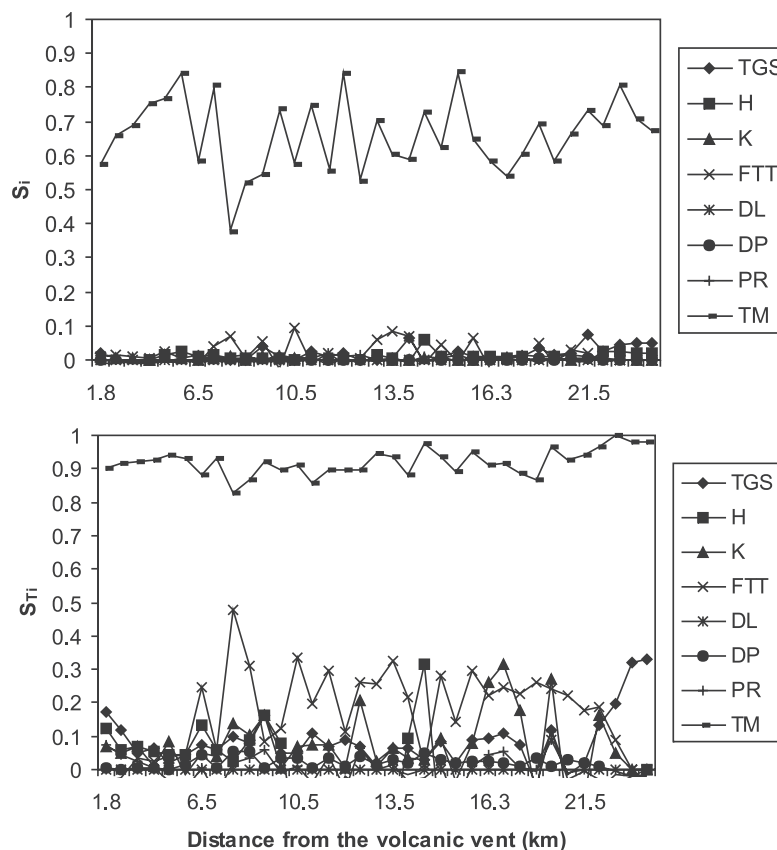 1
0.9
0.8
0.7
0.6
0.5
0.4
0.3
0.2
0.1
0
Si
1.8 6.5 10.5 13.5 16.3 21.5
TGS
H
K
FTT
DL
DP
PR
TM
1
0.9
0.8
0.7
0.6
0.5
0.4
0.3
0.2
0.1
0
STi
1.8 6.5 10.5 13.5 16.3 21.5
Distance from the volcanic vent (km)
TGS
H
K
FTT
DL
DP
PR
TM